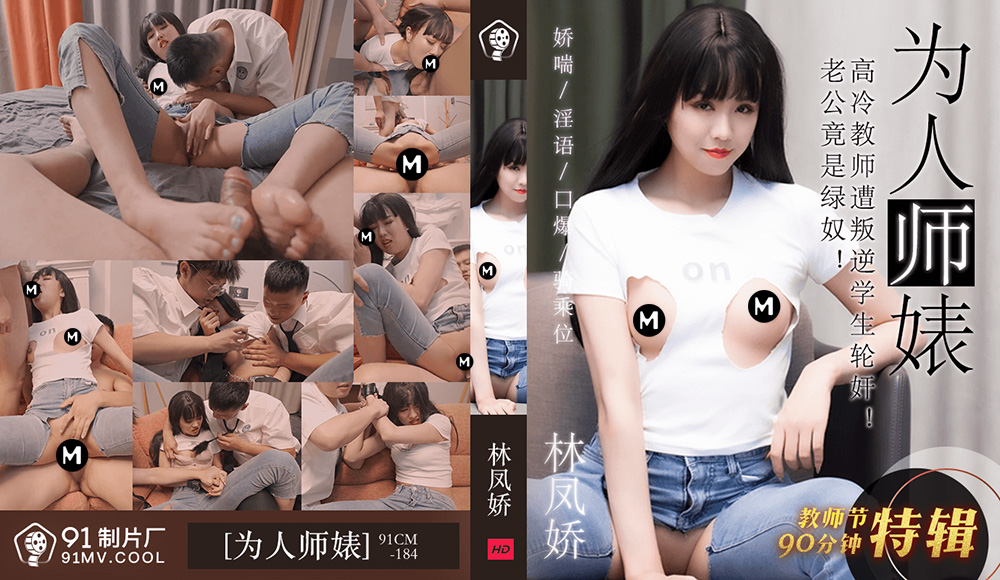 91制片厂
91MV.COOL
[为人师婊]
91CM
-184
林凤娇
HD
娇喘/淫语/口爆/骑乘位
为人师婊
高冷教师遭叛逆学生轮奸！
老公竟是绿奴！
on
林凤娇
教师节
90分钟
特辑